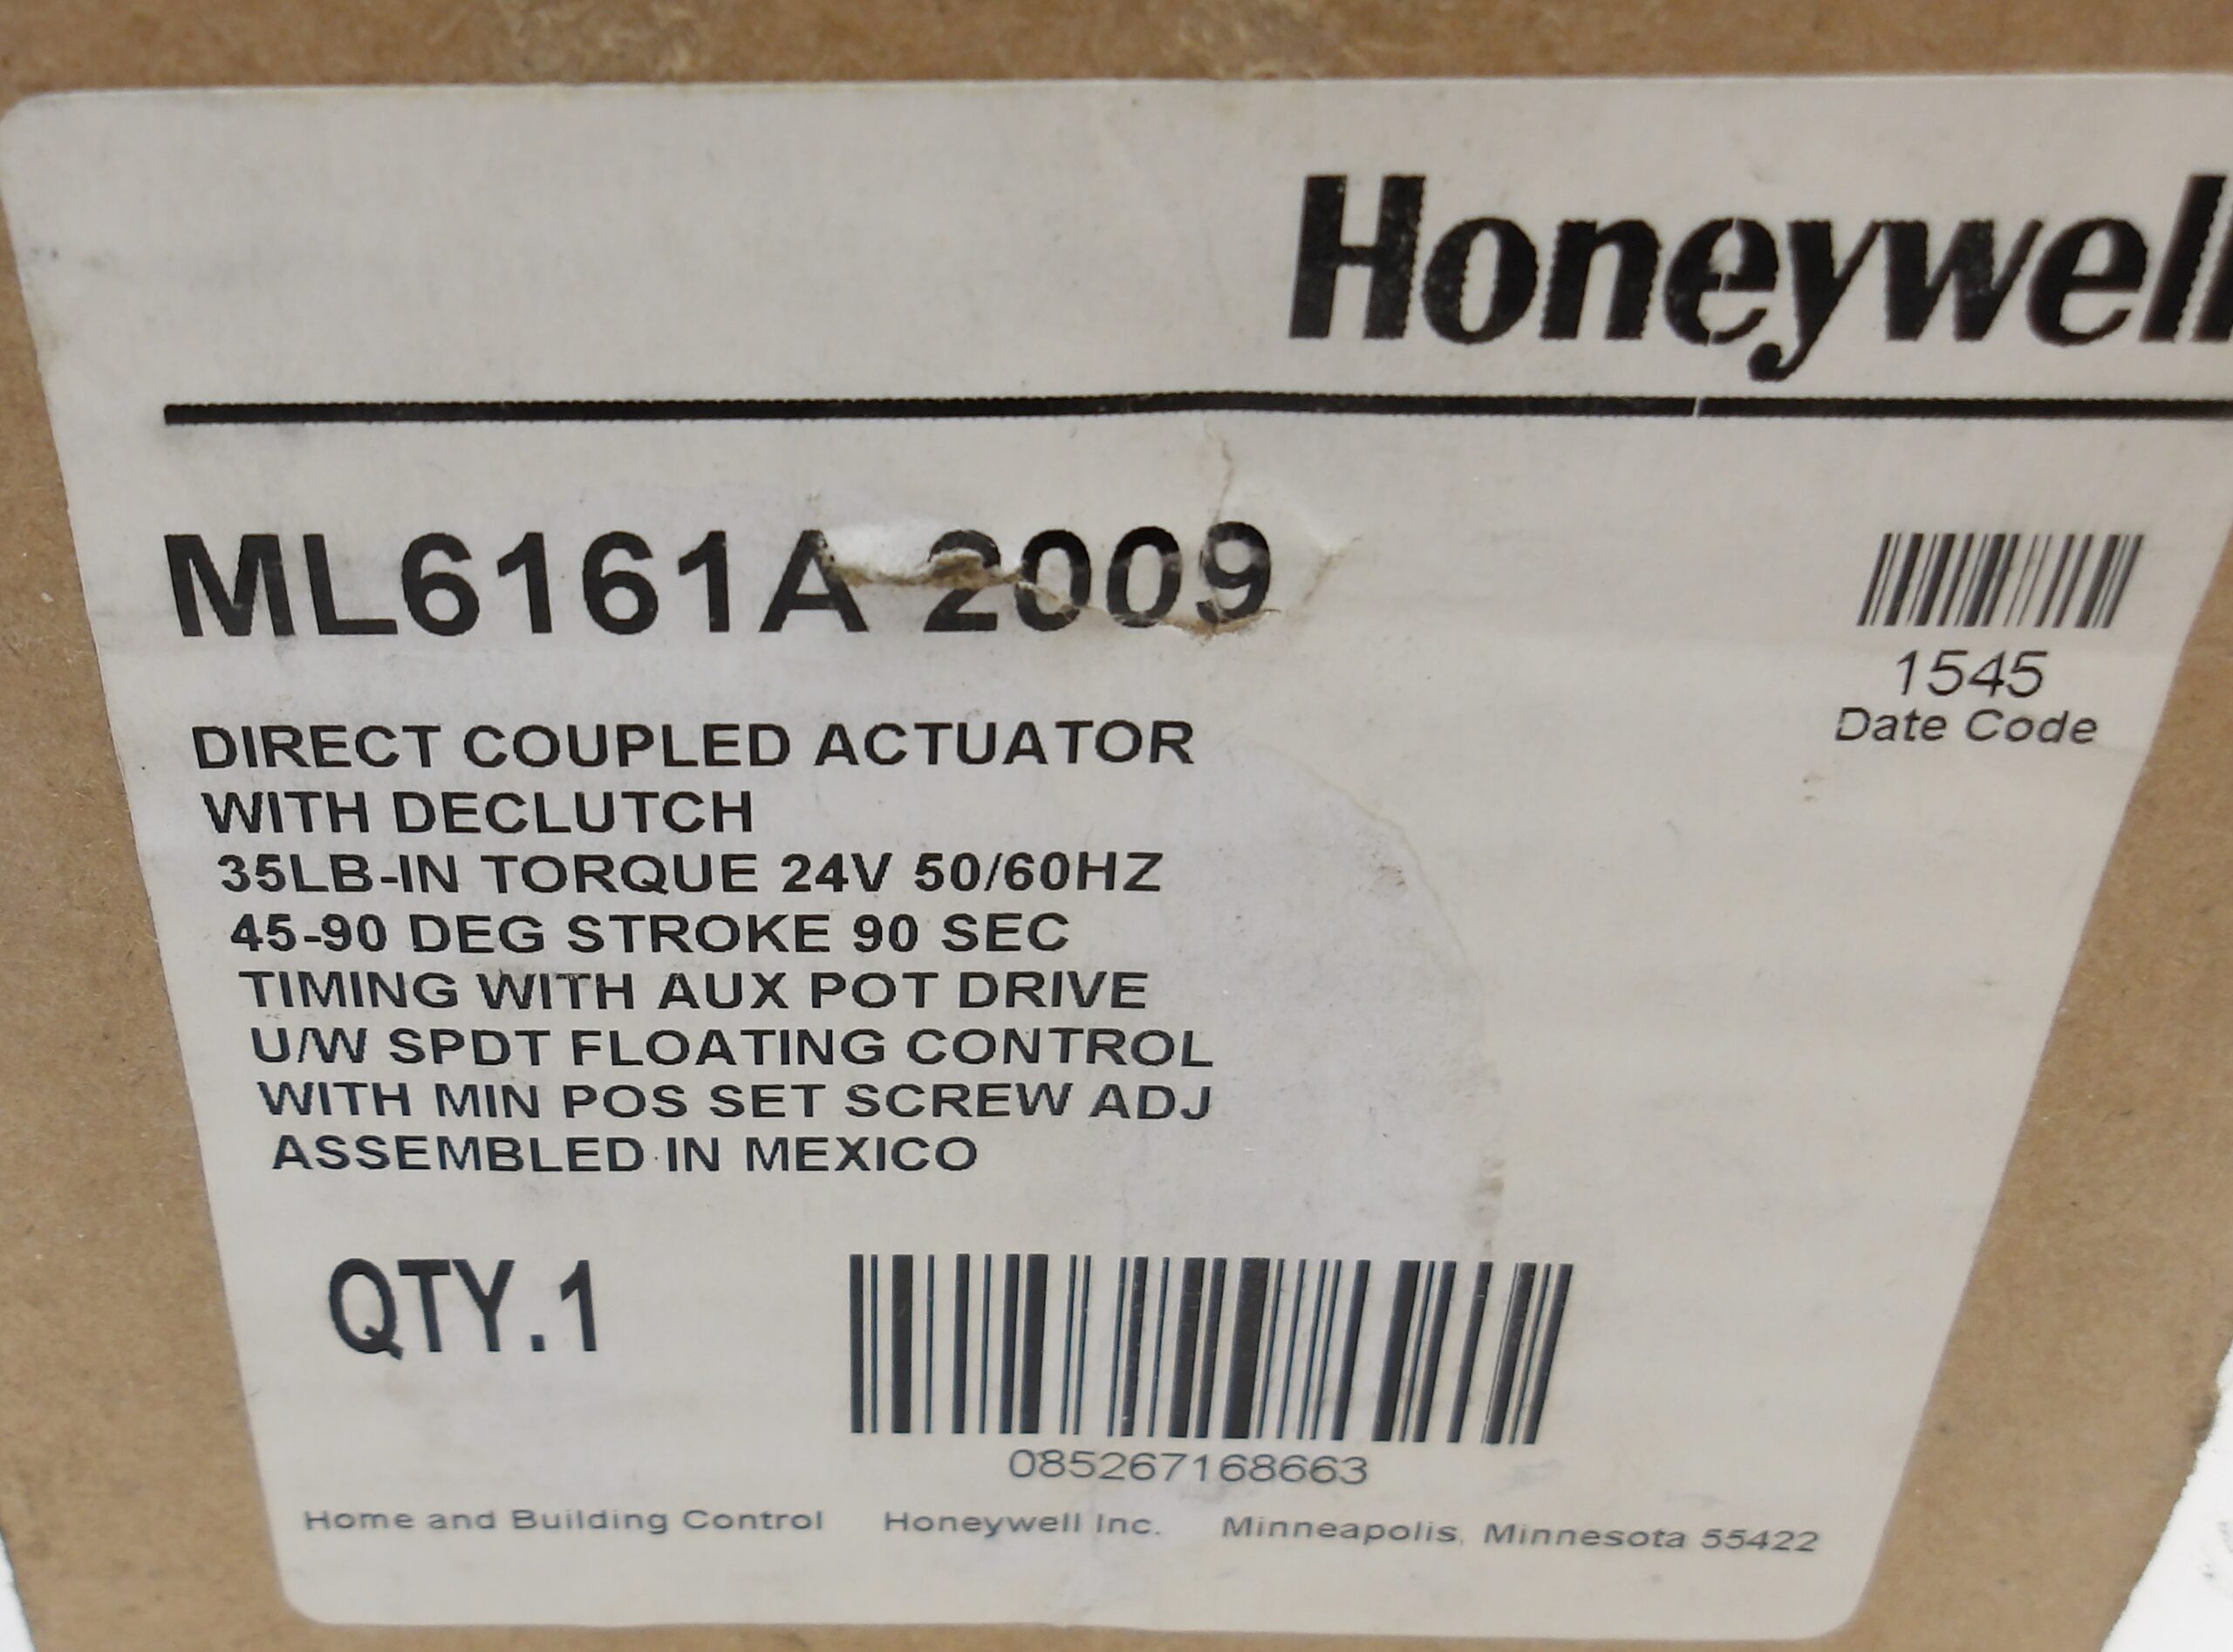 Honeywell
ML6161A 2009
1545
Date Code
DIRECT COUPLED ACTUATOR
WITH DECLUTCH
35LB-IN TORQUE 24V 50/60HZ
45-90 DEG STROKE 90 SEC
TIMING WITH AUX POT DRIVE
U/W SPDT FLOATING CONTROL
WITH MIN POS SET SCREW ADJ
ASSEMBLED IN MEXICO
QTY.1
085267168663
Home and Building Control Honeywell Inc. Minneapolis, Minnesota 55422